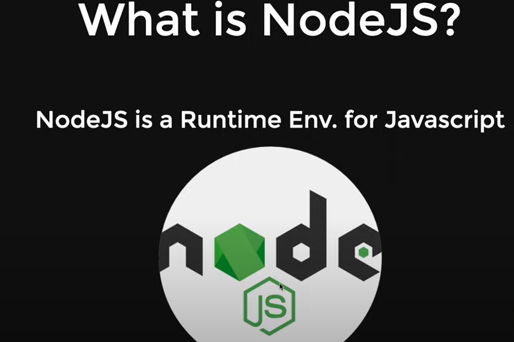 What is NodeJS?
NodeJS is a Runtime Env. for Javascript
node
JS